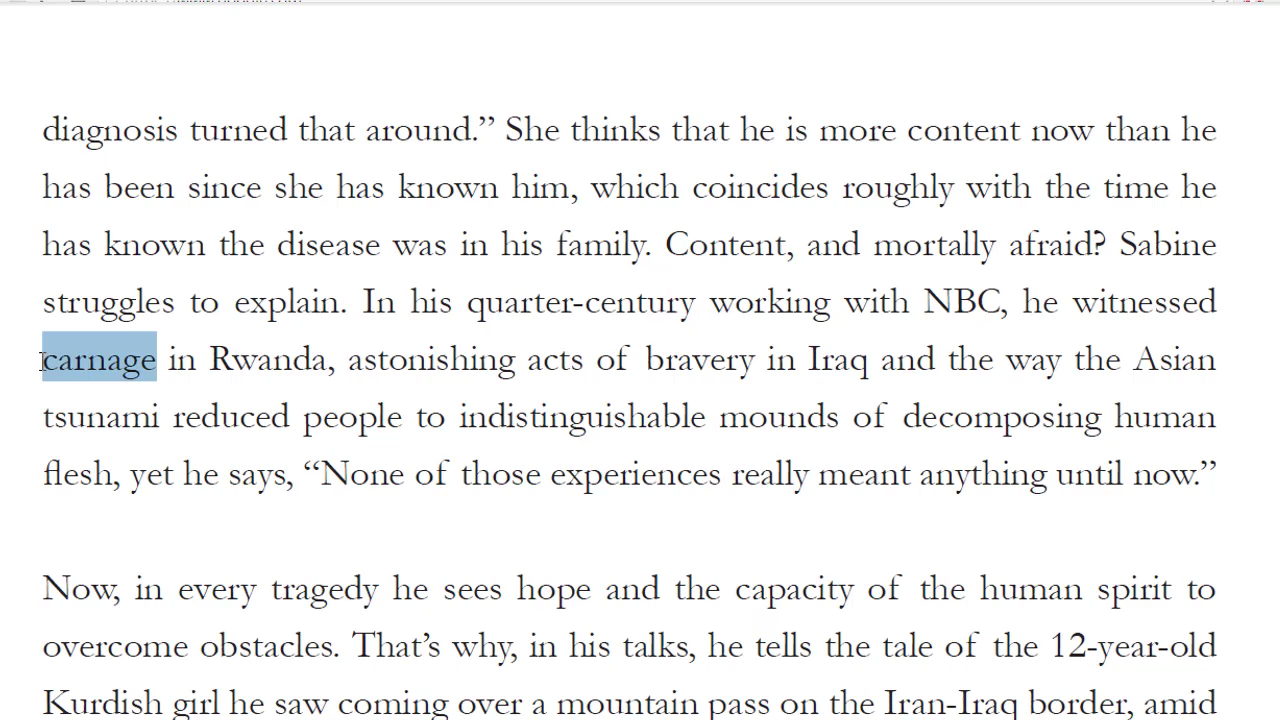 diagnosis turned that around.” She thinks that he is more content now than he
has been since she has known him, which coincides roughly with the time he
has known the disease was in his family. Content, and mortally afraid? Sabine
struggles to explain. In his quarter-century working with NBC, he witnessed
carnage in Rwanda, astonishing acts of bravery in Iraq and the way the Asian
tsunami reduced people to indistinguishable mounds of decomposing human
flesh, yet he says, “None of those experiences really meant anything until now.”
Now, in every tragedy he sees hope and the capacity of the human spirit to
overcome obstacles. That’s why, in his talks, he tells the tale of the 12-year-old
Kurdish girl he saw coming over a mountain pass on the Iran-Iraq border, amid